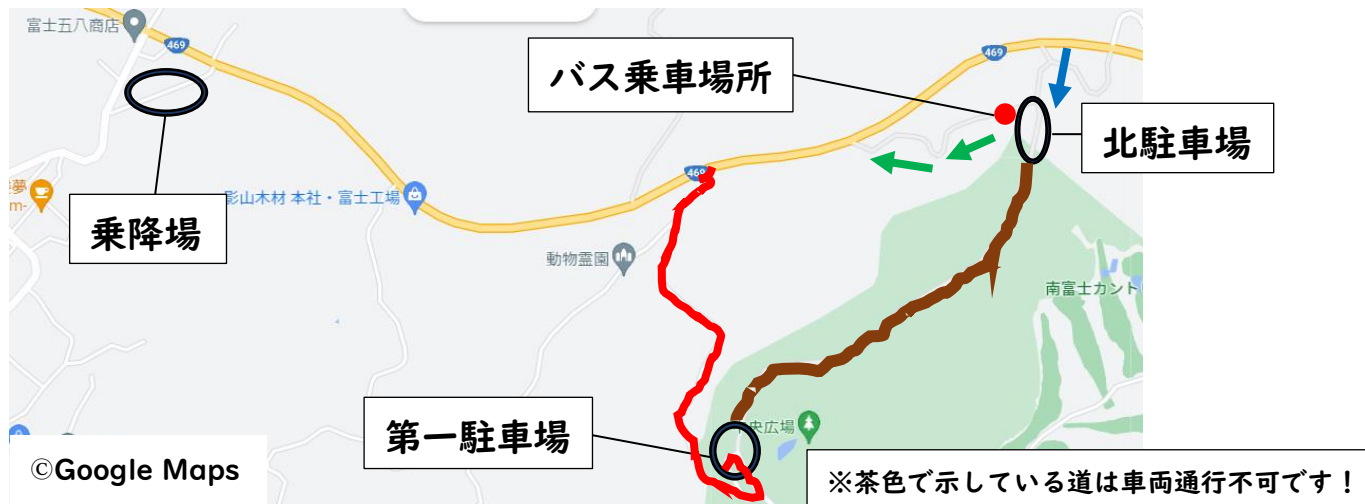 富士五八商店
469
469
バス乗車場所
北駐車場
乗降場
影山木材 本社・富士工場
469
動物霊園
南富士カント
第一駐車場
央広場
©Google Maps
※茶色で示している道は車両通行不可です！